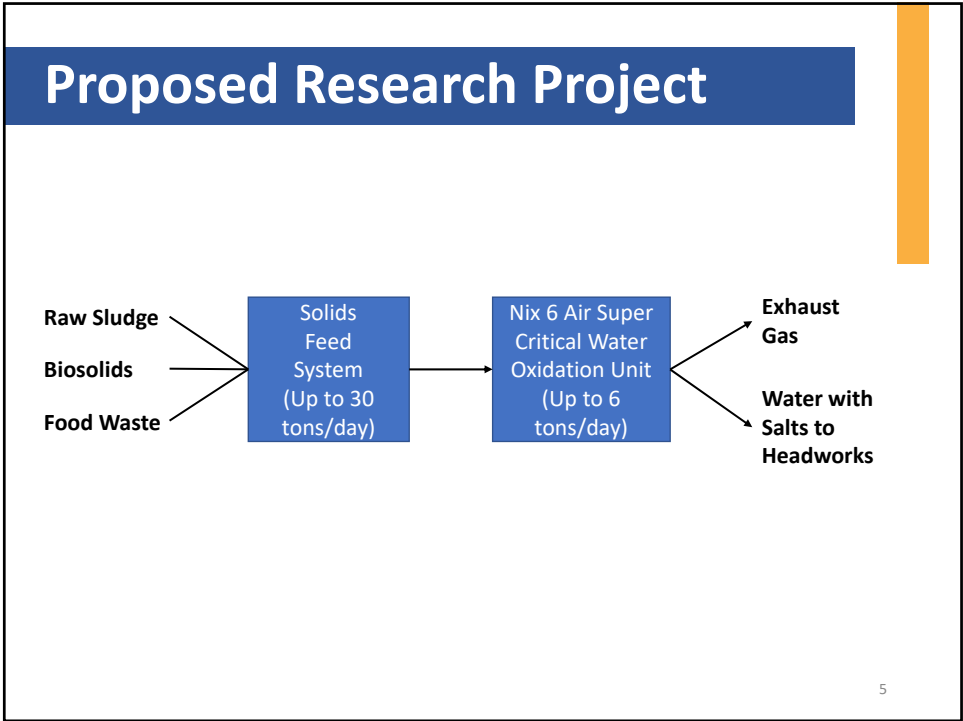 Proposed Research Project
Raw Sludge
Biosolids
Food Waste
Solids
Feed
System
(Up to 30
tons/day)
Nix 6 Air Super
Critical Water
Oxidation Unit
(Up to 6
tons/day)
Exhaust
Gas
Water with
Salts to
Headworks
5